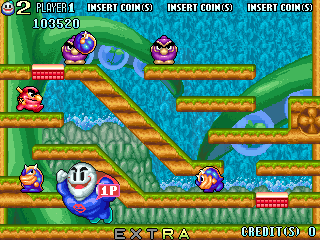 2 PLAYER1 INSERT COIN(S) INSERT COIN(S) INSERT COIN(S)
103520
1P
EXTRA
CREDIT(S) 0